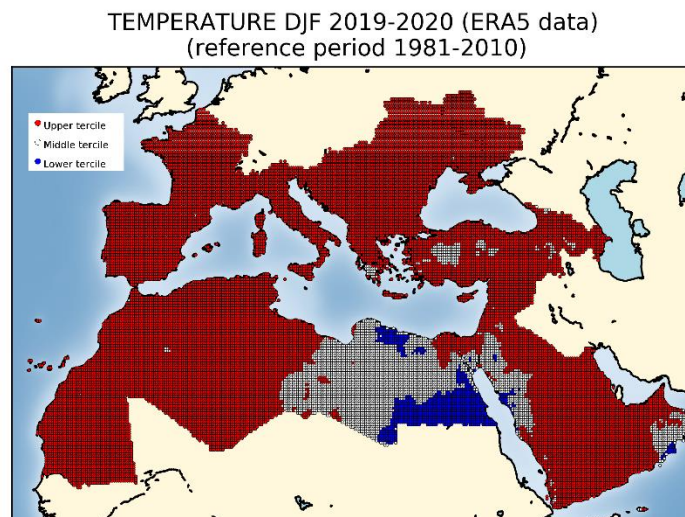 TEMPERATURE DJF 2019-2020 (ERA5 data)
(reference period 1981-2010)
Upper tercile
Middle tercile
Lower tercile